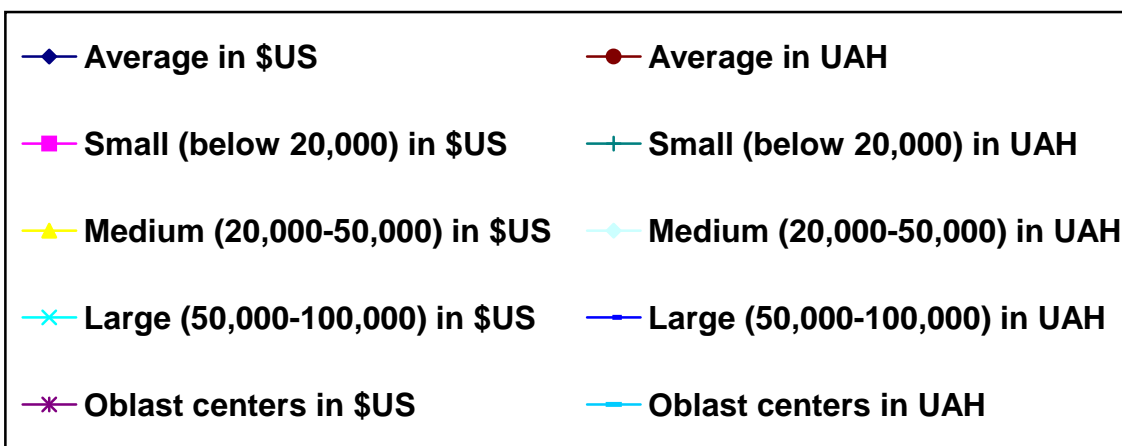 Average in $US Average in UAH
Small (below 20,000) in $US Small (below 20,000) in UAH
Medium (20,000-50,000) in $US Medium (20,000-50,000) in UAH
Large (50,000-100,000) in $US Large (50,000-100,000) in UAH
Oblast centers in $US Oblast centers in UAH